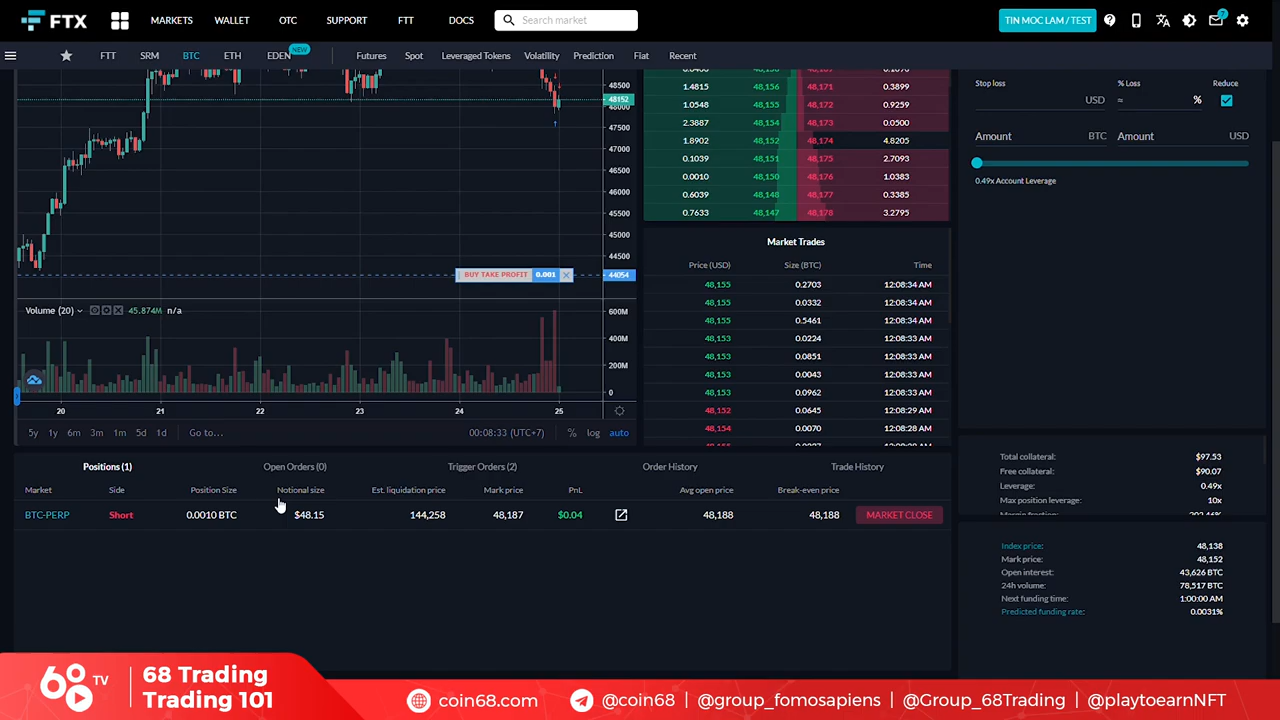 FTX MARKETS WALLET OTC SUPPORT FTT DOCS Search market TIN MOC LAM / TEST 7
FTT SRM BTC ETH EDEN NEW Futures Spot Leveraged Tokens Volatility Prediction Fiat Recent
48500
48152
48000
47500
47000
46500
46000
45500
45000
44500
44054
BUY TAKE PROFIT 0.001
Volume (20) 45.874M n/a
600M
400M
200M
0
20 21 22 23 24 25
5y 1y 6m 3m 1m 5d 1d Go to... 00:08:33 (UTC+7) % log auto
1.4815 48,156 48,171 0.3899
1.0548 48,155 48,172 0.9259
2.3887 48,154 48,173 0.0500
1.8902 48,152 48,174 4.8205
0.1039 48,151 48,175 2.7093
0.0010 48,150 48,176 1.0383
0.6039 48,148 48,177 0.3385
0.7633 48,147 48,178 3.2795
Market Trades
Price (USD) Size (BTC) Time
48,155 0.2703 12:08:34 AM
48,155 0.0332 12:08:34 AM
48,155 0.5461 12:08:34 AM
48,153 0.0224 12:08:33 AM
48,153 0.0851 12:08:33 AM
48,153 0.0043 12:08:33 AM
48,153 0.0962 12:08:33 AM
48,152 0.0645 12:08:29 AM
48,154 0.0070 12:08:28 AM
Stop loss % Loss Reduce
USD ≈ %
Amount BTC Amount USD
0.49x Account Leverage
Positions (1) Open Orders (0) Trigger Orders (2) Order History Trade History
Market Side Position Size Notional size Est. liquidation price Mark price PnL Avg open price Break-even price
BTC-PERP Short 0.0010 BTC $48.15 144,258 48,187 $0.04 48,188 48,188 MARKET CLOSE
Total collateral: $97.53
Free collateral: $90.07
Leverage: 0.49x
Max position leverage: 10x
Index price: 48,138
Mark price: 48,152
Open interest: 43,626 BTC
24h volume: 78,517 BTC
Next funding time: 1:00:00 AM
Predicted funding rate: 0.0031%
68 TV
68 Trading
Trading 101
coin68.com @coin68 | @group_fomosapiens | @Group_68Trading | @playtoearnNFT